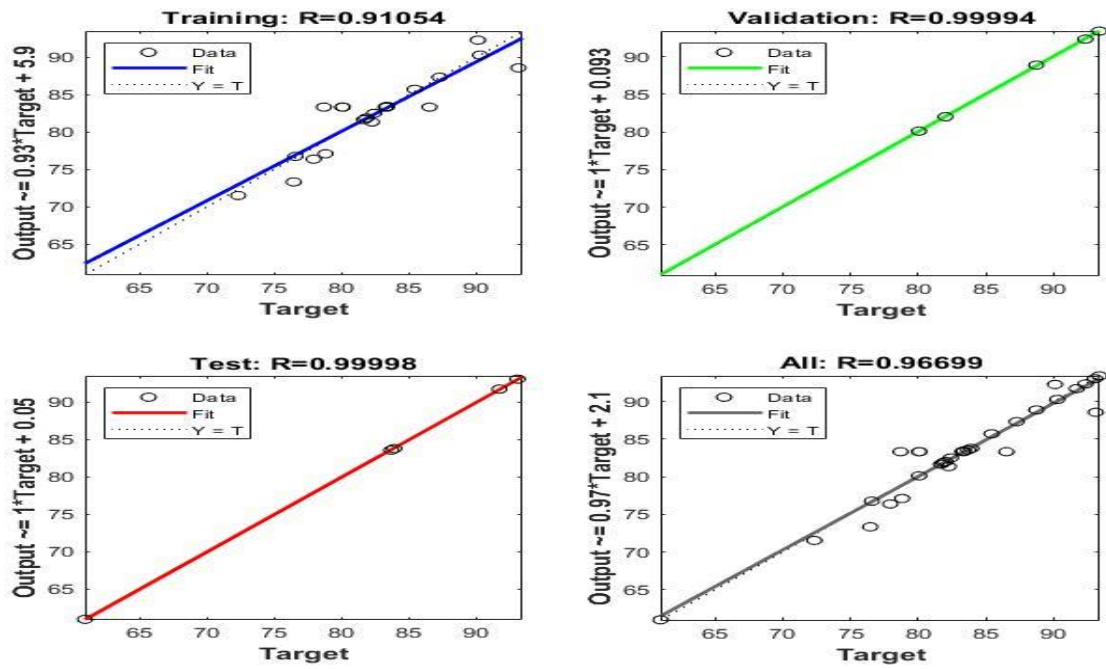 Training: R=0.91054
Output ~= 0.93*Target + 5.9
Data
Fit
Y = T
90
85
80
75
70
65
65 70 75 80 85 90
Target
Validation: R=0.99994
Output ~= 1*Target + 0.093
Data
Fit
Y = T
90
85
80
75
70
65
65 70 75 80 85 90
Target
Test: R=0.99998
Output ~= 1*Target + 0.05
Data
Fit
Y = T
90
85
80
75
70
65
65 70 75 80 85 90
Target
All: R=0.96699
Output ~= 0.97*Target + 2.1
Data
Fit
Y = T
90
85
80
75
70
65
65 70 75 80 85 90
Target